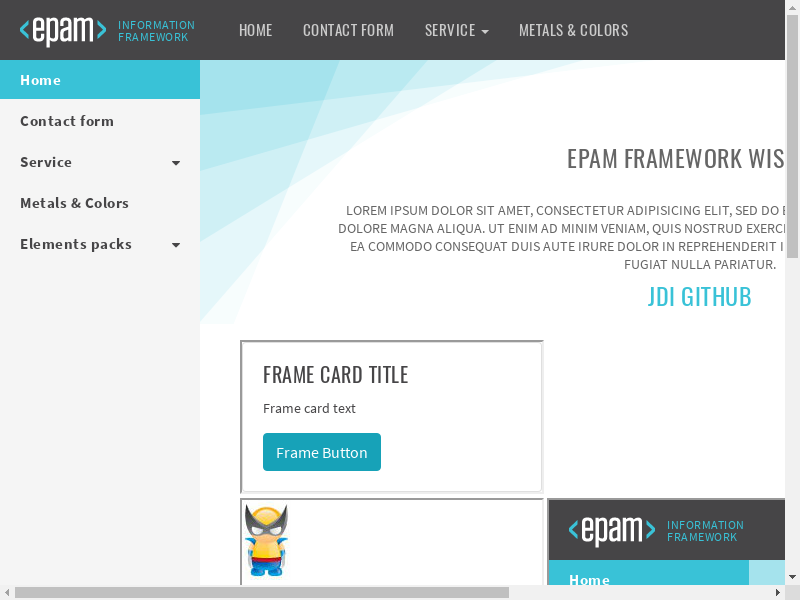 epam INFORMATION FRAMEWORK
HOME CONTACT FORM SERVICE METALS & COLORS
Home
Contact form
Service
Metals & Colors
Elements packs
EPAM FRAMEWORK WIS
LOREM IPSUM DOLOR SIT AMET, CONSECTETUR ADIPISICING ELIT, SED DO
DOLORE MAGNA ALIQUA. UT ENIM AD MINIM VENIAM, QUIS NOSTRUD EXERCI
EA COMMODO CONSEQUAT DUIS AUTE IRURE DOLOR IN REPREHENDERIT I
FUGIAT NULLA PARIATUR.
JDI GITHUB
FRAME CARD TITLE
Frame card text
Frame Button
epam INFORMATION FRAMEWORK
Home